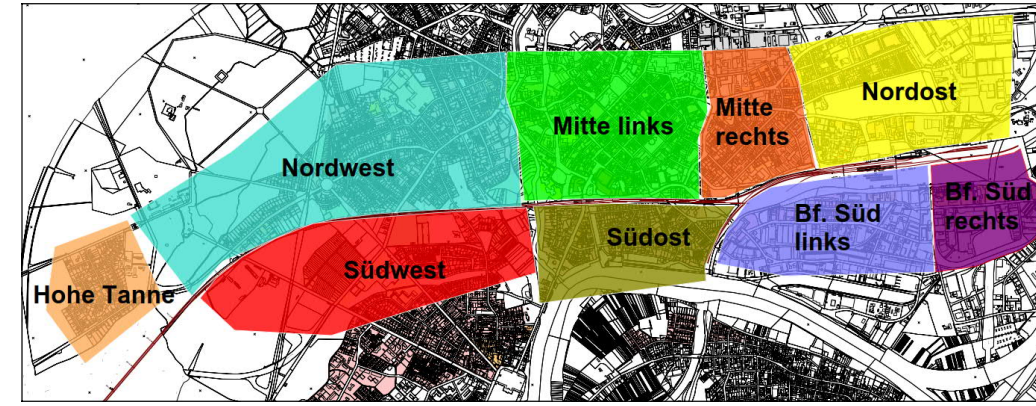 Nordost
Mitte
rechts
Mitte links
Nordwest
Bf. Süd
rechts
Bf. Süd
links
Südost
Südwest
Hohe Tanne